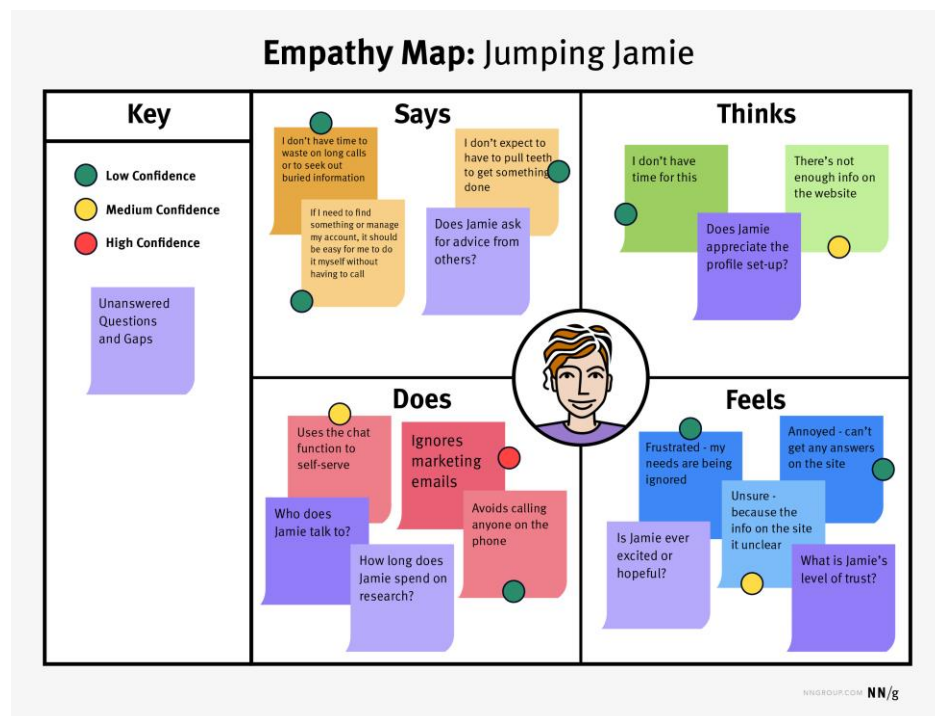 Empathy Map: Jumping Jamie
Key
Low Confidence
Medium Confidence
High Confidence
Unanswered
Questions
and Gaps
Says
I don't have time to
waste on long calls
or to seek out
buried information
I don't expect to
have to pull teeth
to get something
done
If I need to find
something or manage
my account, it should
be easy for me to do
it myself without
having to call
Does Jamie ask
for advice from
others?
Thinks
I don't have
time for this
There's not
enough info on
the website
Does Jamie
appreciate the
profile set-up?
Does
Uses the chat
function to
self-serve
Ignores
marketing
emails
Who does
Jamie talk to?
Avoids calling
anyone on the
phone
How long does
Jamie spend on
research?
Feels
Frustrated - my
needs are being
ignored
Annoyed - can't
get any answers
on the site
Unsure -
because the
info on the site
it unclear
Is Jamie ever
excited or
hopeful?
What is Jamie's
level of trust?
NNGROUP.COM NN/g